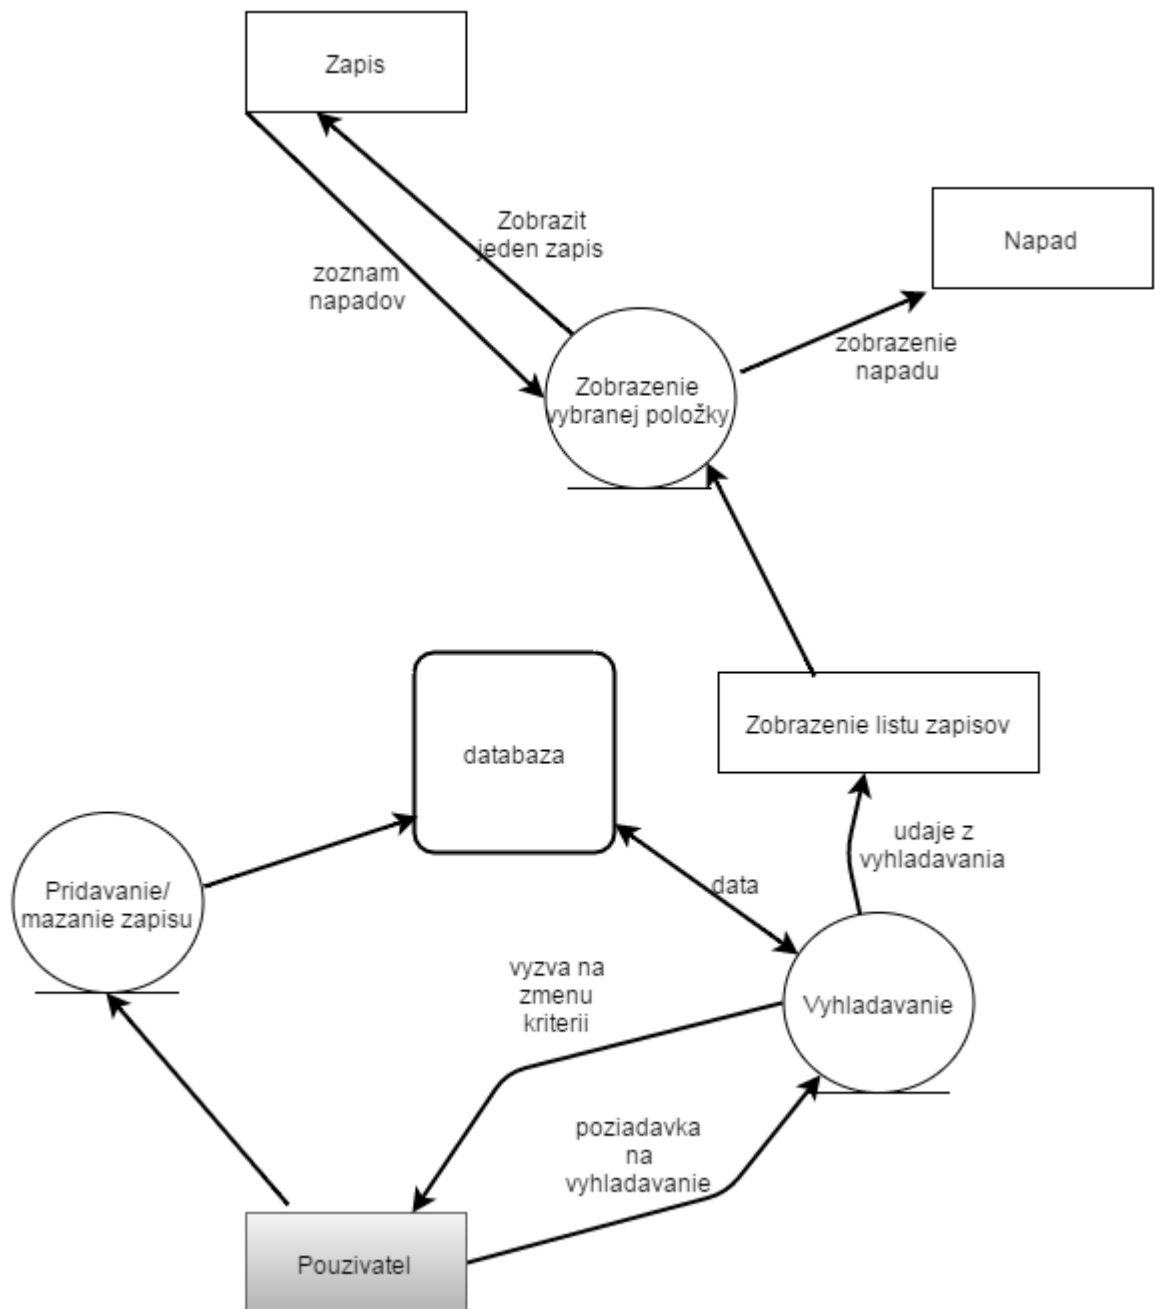 Zapis
Zobrazit
jeden zapis
zoznam
napadov
Napad
zobrazenie
napadu
Zobrazenie
vybranej položky
databaza
Zobrazenie listu zapisov
udaje z
vyhladavania
data
Pridavanie/
mazanie zapisu
vyzva na
zmenu
kriterii
Vyhladavanie
poziadavka
na
vyhladavanie
Pouzivatel